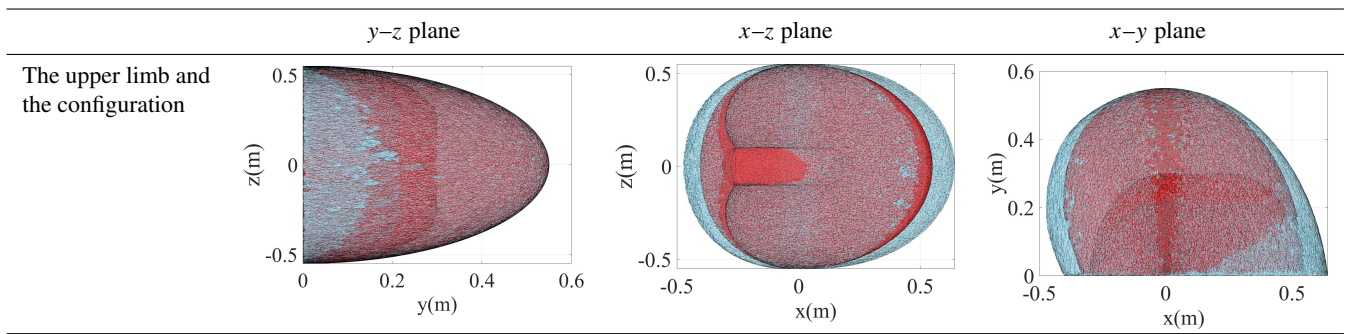 y–z plane x–z plane x–y plane
The upper limb and
the configuration
0.5
0
-0.5
z(m)
0 0.2 0.4 0.6
y(m)
0.5
0
-0.5
z(m)
-0.5 0 0.5
x(m)
0.6
0.4
0.2
0
y(m)
-0.5 0 0.5
x(m)